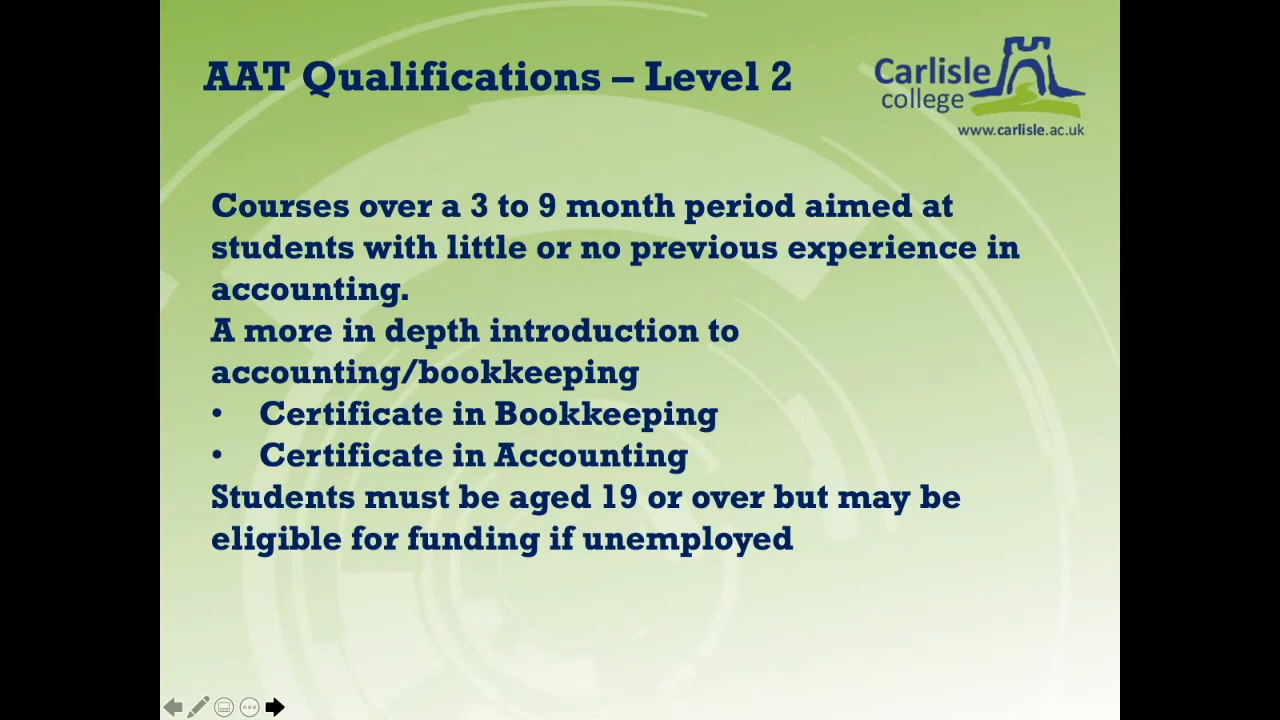 AAT Qualifications – Level 2
Carlisle
college
www.carlisle.ac.uk
Courses over a 3 to 9 month period aimed at
students with little or no previous experience in
accounting.
A more in depth introduction to
accounting/bookkeeping
• Certificate in Bookkeeping
• Certificate in Accounting
Students must be aged 19 or over but may be
eligible for funding if unemployed